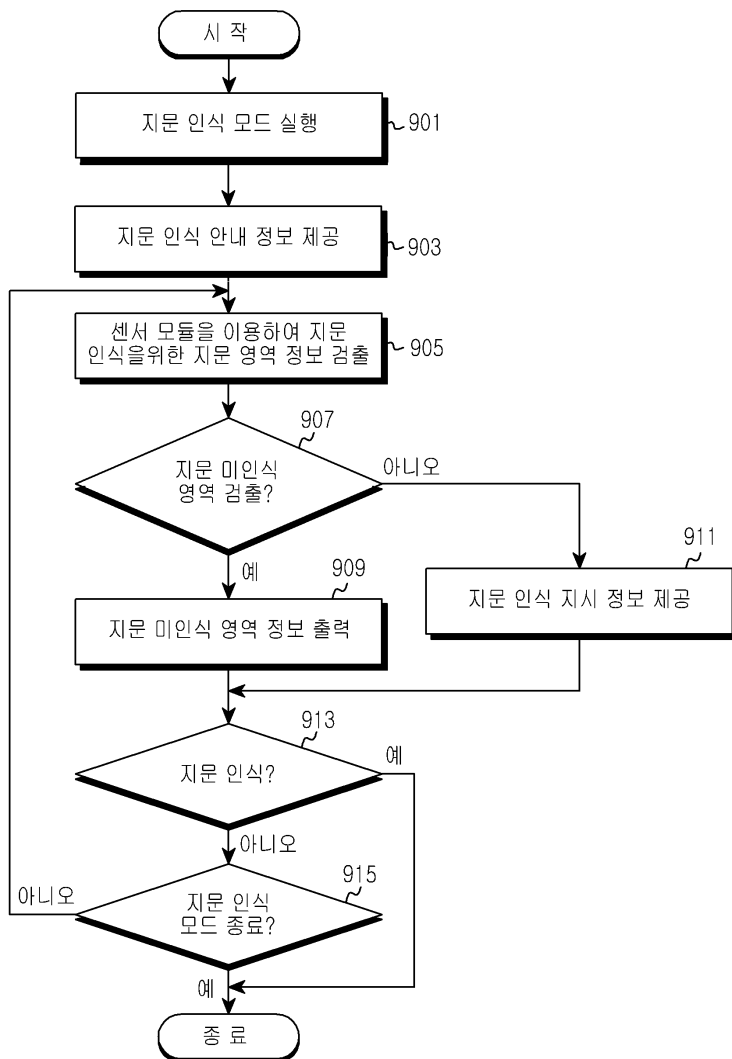 시 작
지문 인식 모드 실행
901
지문 인식 안내 정보 제공
903
센서 모듈을 이용하여 지문
인식을위한 지문 영역 정보 검출
905
907
지문 미인식
영역 검출?
아니오
예
909
지문 미인식 영역 정보 출력
911
지문 인식 지시 정보 제공
913
지문 인식?
예
아니오
915
지문 인식
모드 종료?
아니오
예
종 료